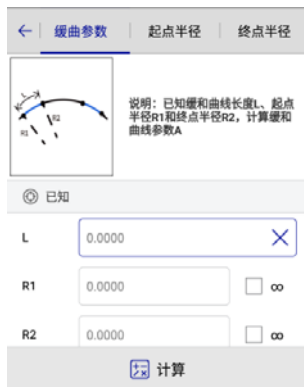 ← 缓曲参数 起点半径 终点半径
L
R2
R1
说明：已知缓和曲线长度L、起点
半径R1和终点半径R2，计算缓和
曲线参数A
已知
L 0.0000
R1 0.0000 ∞
R2 0.0000 ∞
计算